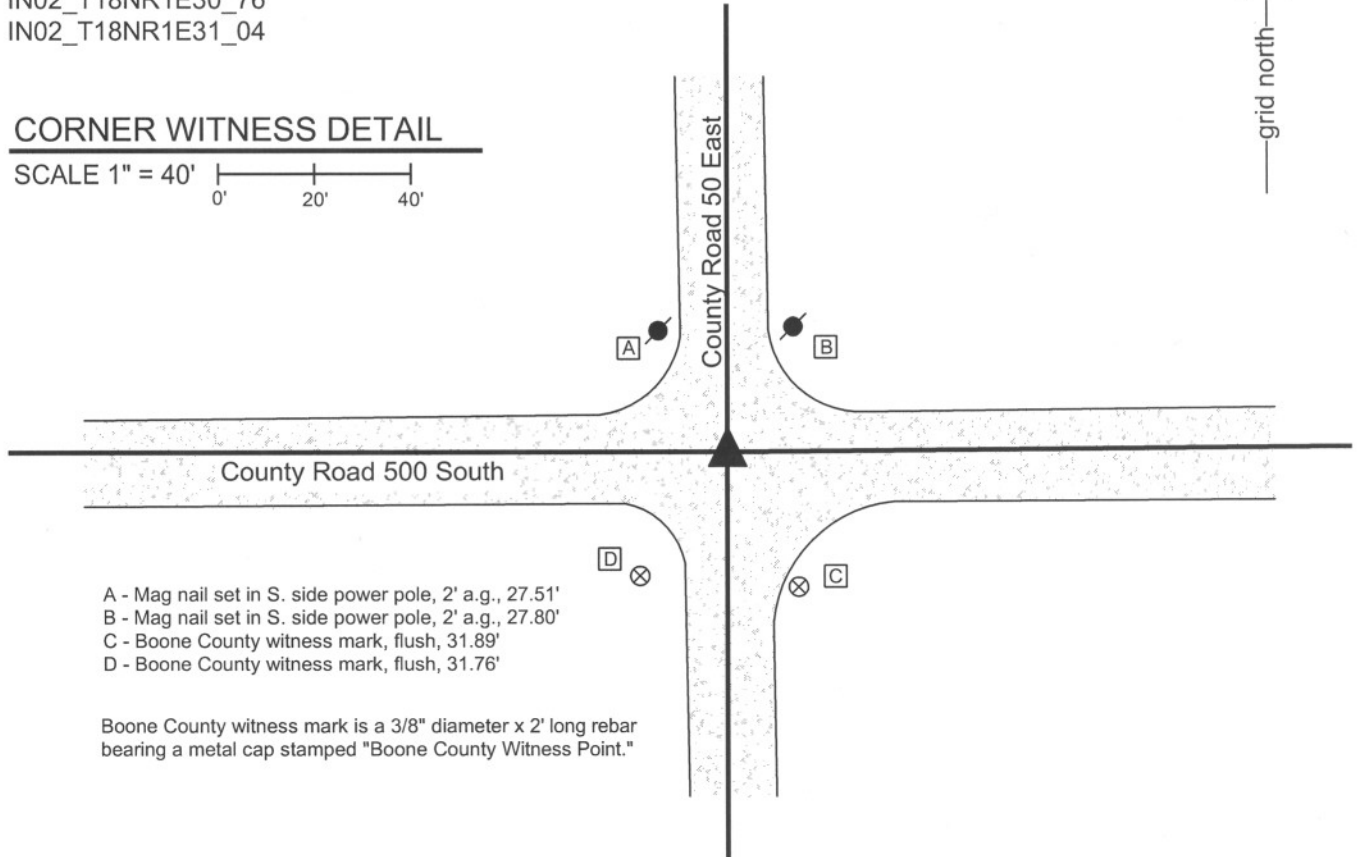 IN02_T18NR1E30_76
IN02_T18NR1E31_04
grid north
CORNER WITNESS DETAIL
SCALE 1" = 40'
0' 20' 40'
County Road 50 East
A
B
County Road 500 South
D
C
A - Mag nail set in S. side power pole, 2' a.g., 27.51'
B - Mag nail set in S. side power pole, 2' a.g., 27.80'
C - Boone County witness mark, flush, 31.89'
D - Boone County witness mark, flush, 31.76'
Boone County witness mark is a 3/8" diameter x 2' long rebar
bearing a metal cap stamped "Boone County Witness Point."